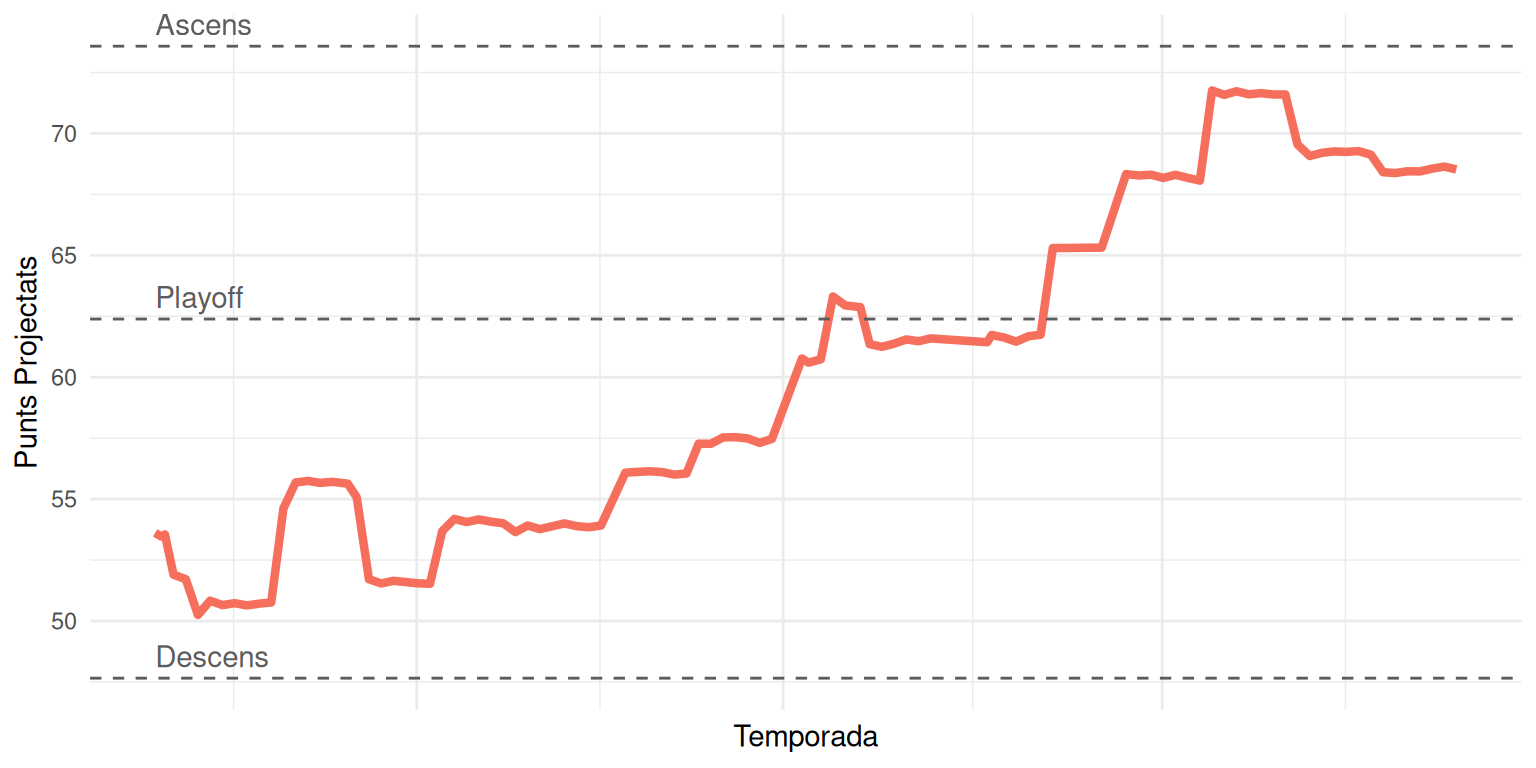 Ascens
70
65
Playoff
60
55
50
Descens
Punts Projectats
Temporada